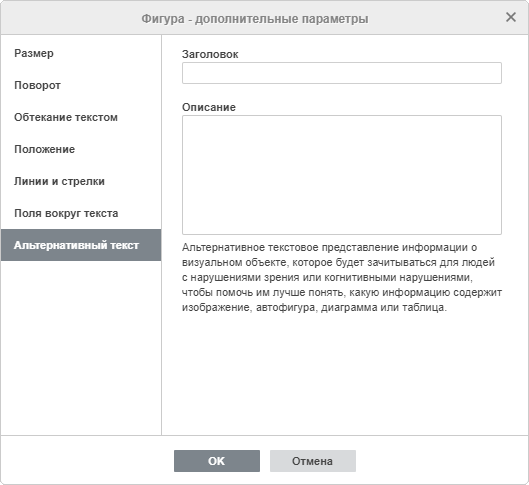 Фигура - дополнительные параметры
Размер
Поворот
Обтекание текстом
Положение
Линии и стрелки
Поля вокруг текста
Альтернативный текст
Заголовок
Описание
Альтернативное текстовое представление информации о
визуальном объекте, которое будет зачитываться для людей
с нарушениями зрения или когнитивными нарушениями,
чтобы помочь им лучше понять, какую информацию содержит
изображение, автофигура, диаграмма или таблица.
OK
Отмена